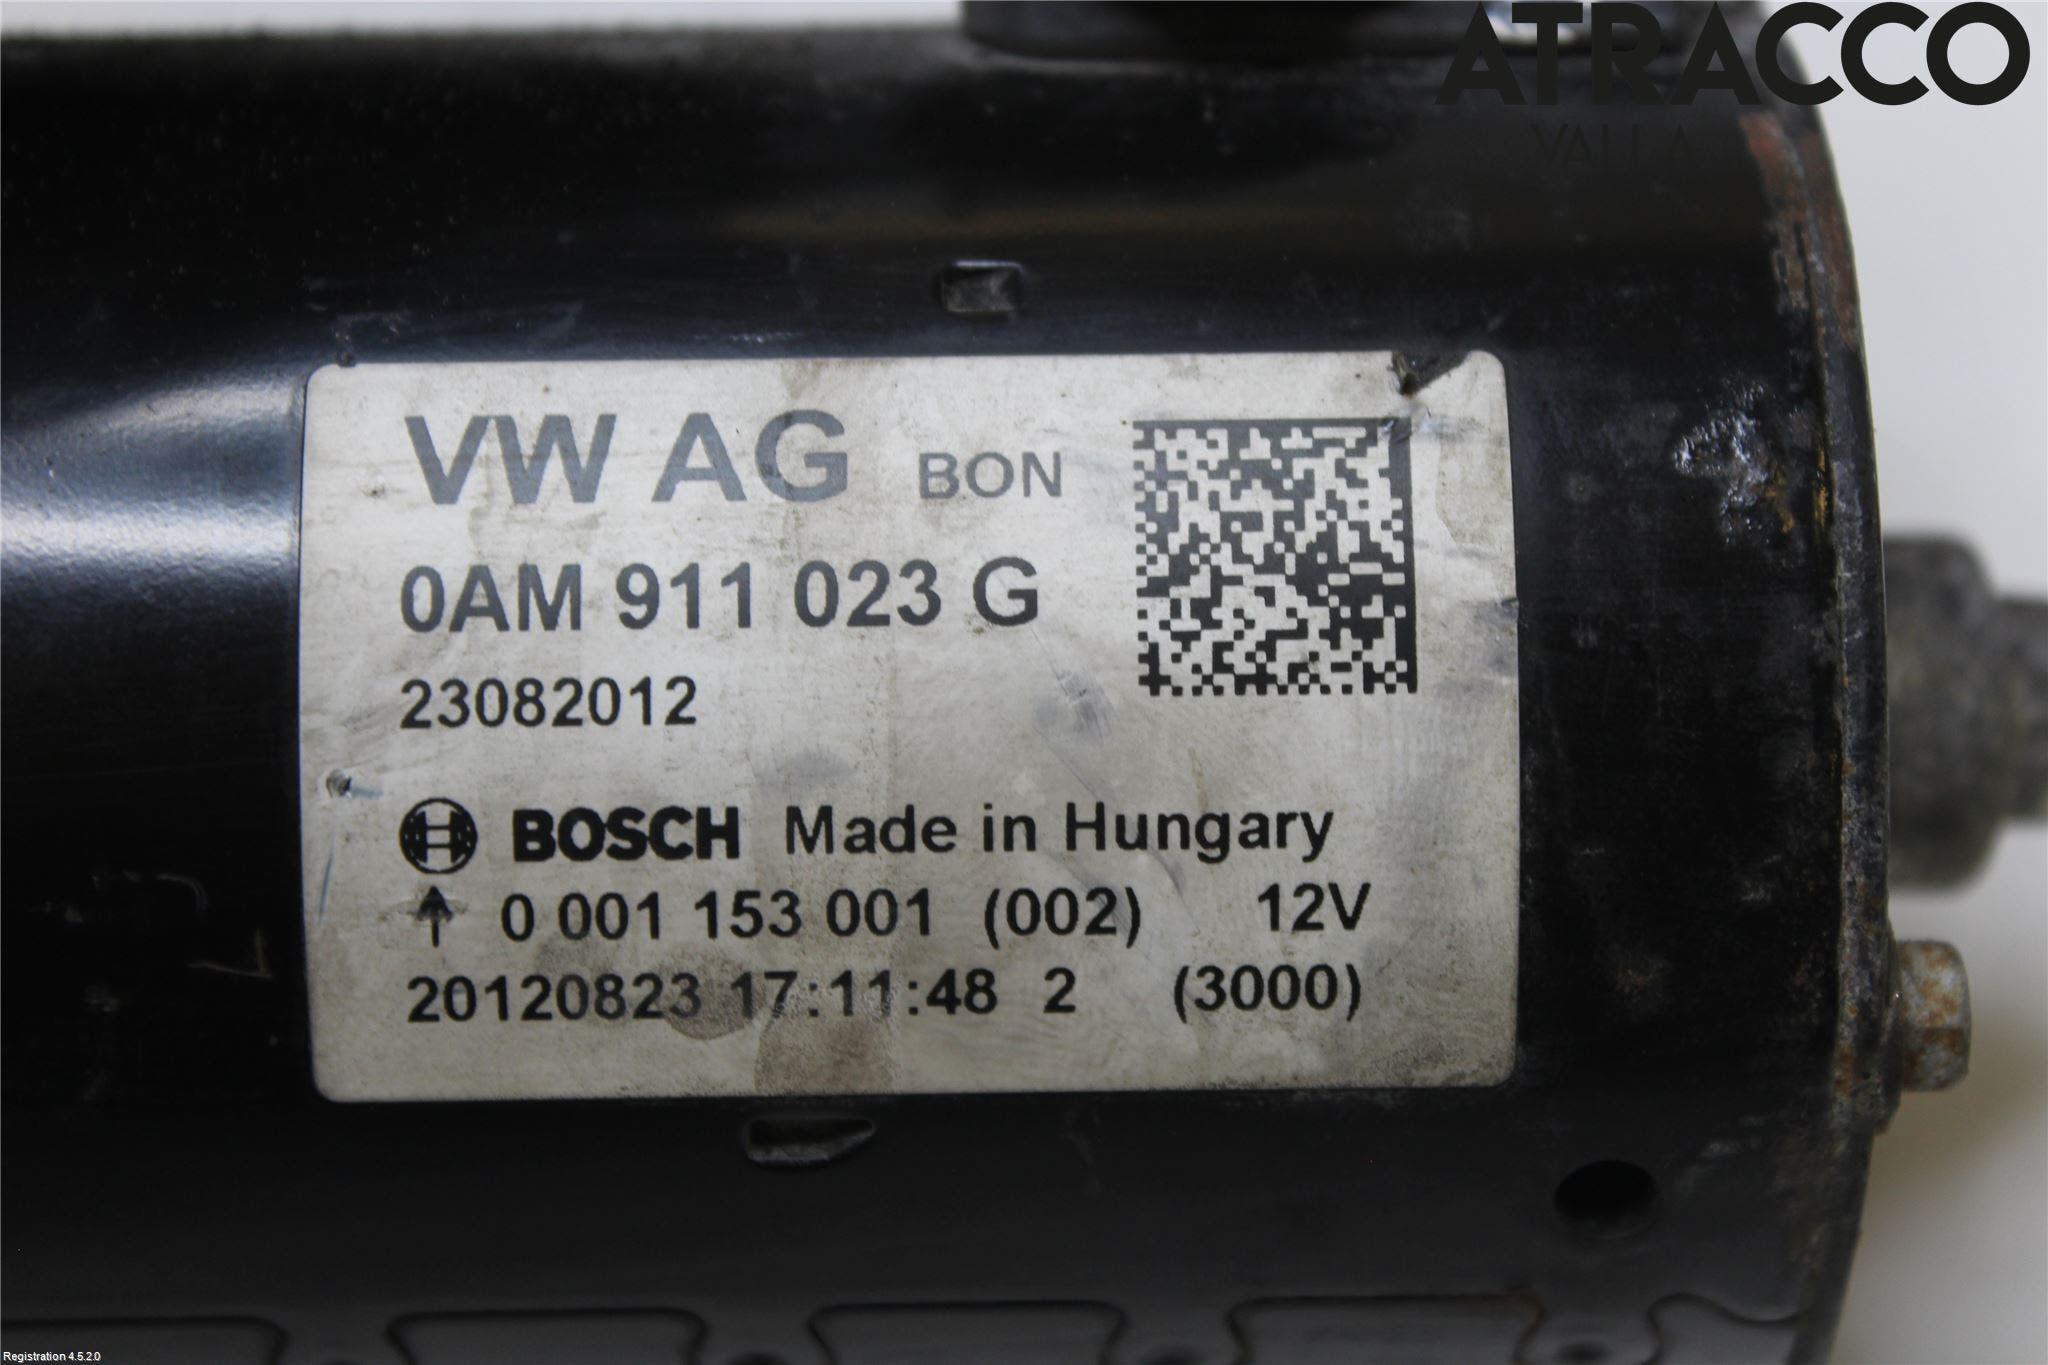 ATRACCO
VW AG BON
0AM 911 023 G
23082012
BOSCH Made in Hungary
↑ 0 001 153 001 (002) 12V
20120823 17:11:48 2 (3000)
Registration 4.5.2.0